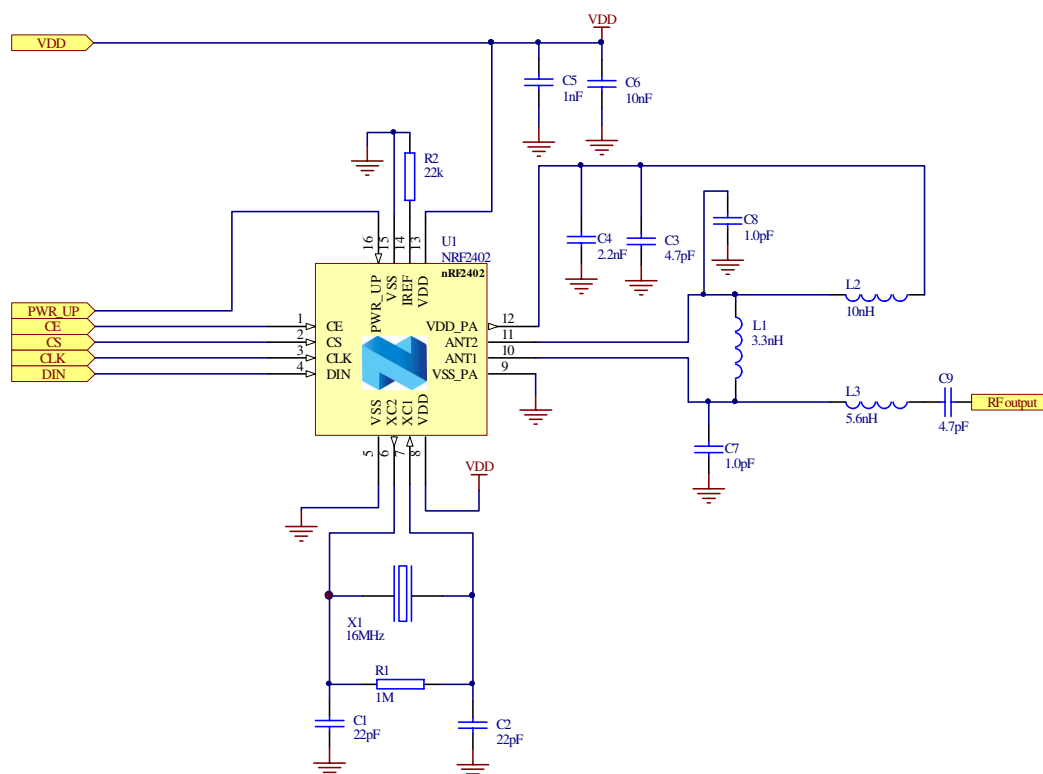 VDD
VDD
C5
1nF
C6
10nF
R2
22k
16
15
14
13
U1
NRF2402
nRF2402
C4
2.2nF
C3
4.7pF
C8
1.0pF
PWR_UP
VSS
IREF
VDD
PWR_UP
CE
CS
CLK
DIN
1
2
3
4
CE
CS
CLK
DIN
VDD_PA
ANT2
ANT1
VSS_PA
12
11
10
9
L2
10nH
L1
3.3nH
L3
5.6nH
C9
4.7pF
RF output
VSS
XC2
XC1
VDD
5
6
7
8
C7
1.0pF
VDD
X1
16MHz
R1
1M
C1
22pF
C2
22pF